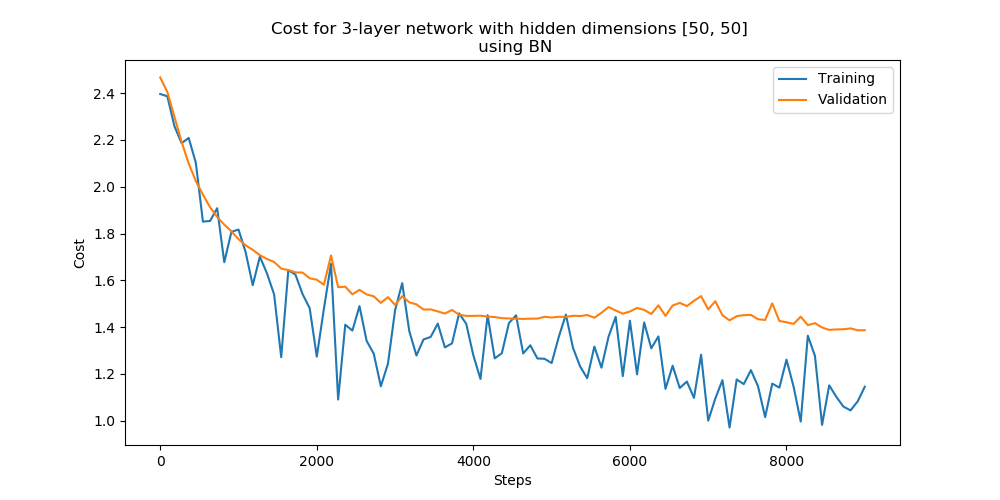 Cost for 3-layer network with hidden dimensions [50, 50]
using BN
Training
Validation
Cost
2.4
2.2
2.0
1.8
1.6
1.4
1.2
1.0
0
2000
4000
6000
8000
Steps